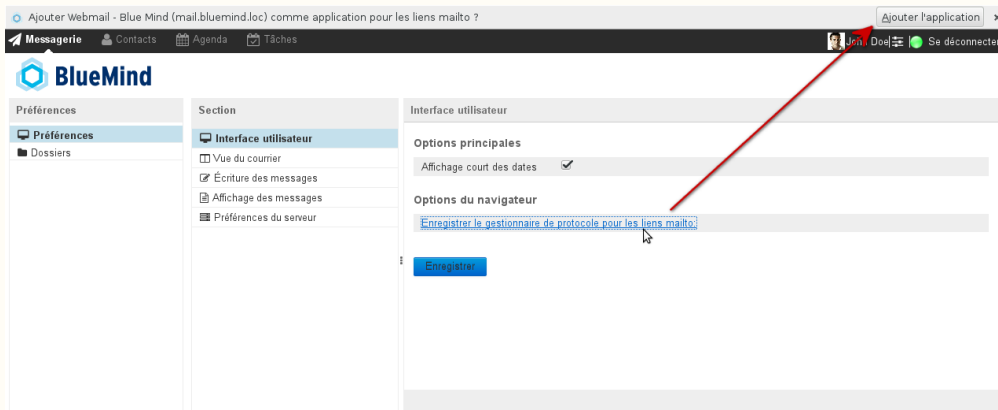 Ajouter Webmail - Blue Mind (mail.bluemind.loc) comme application pour les liens mailto ? Ajouter l'application
Messagerie Contacts Agenda Tâches John Doe Se déconnecter
BlueMind
Préférences Section Interface utilisateur
Préférences
Dossiers
Interface utilisateur
Vue du courrier
Écriture des messages
Affichage des messages
Préférences du serveur
Options principales
Affichage court des dates
Options du navigateur
Enregistrer le gestionnaire de protocole pour les liens mailto:
Enregistrer